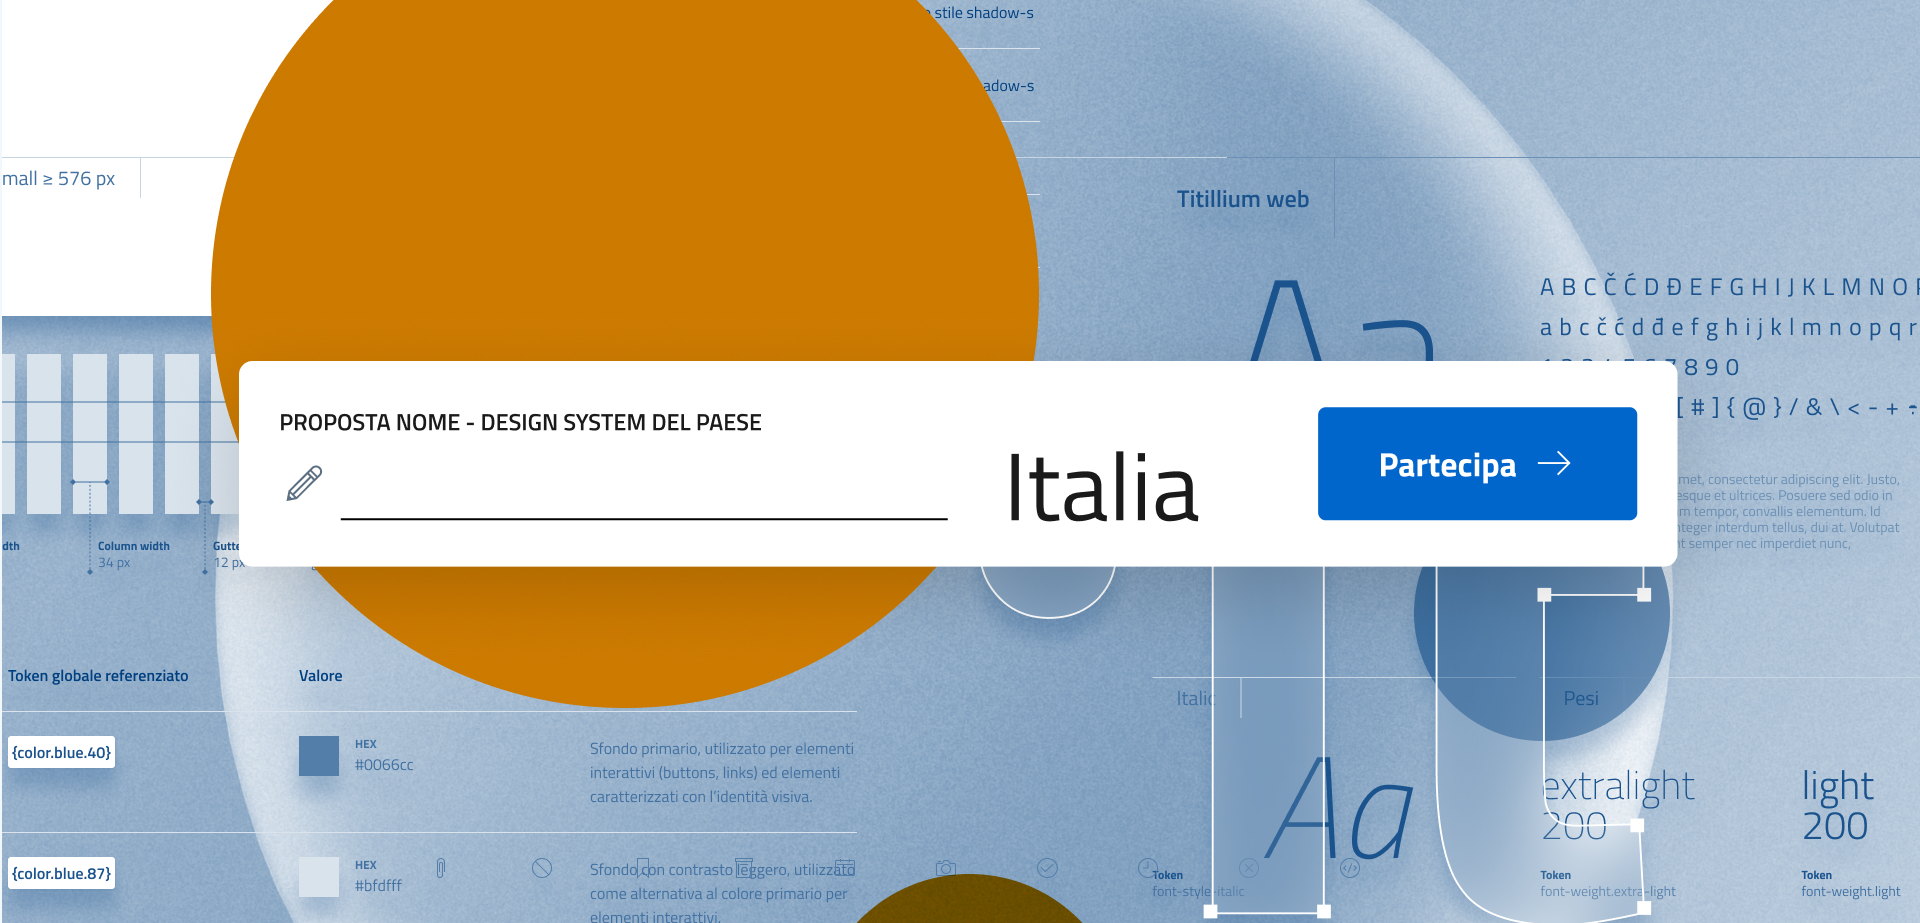 stile shadow-s
adow-s
mall ≥ 576 px
Titillium web
Aa
A B C Č Ć D Đ E F G H I J K L M N O P
a b c č ć d đ e f g h i j k l m n o p q r
1 2 3 4 5 6 7 8 9 0
[ # ] { @ } / & \ < - +
PROPOSTA NOME - DESIGN SYSTEM DEL PAESE
Italia
Partecipa
met, consectetur adipiscing elit. Justo,
esque et ultrices. Posuere sed odio in
m tempor, convallis elementum. Id
nteger interdum tellus, dui at. Volutpat
semper nec imperdiet nunc,
dth
Column width
34 px
Gutte
12 px
Token globale referenziato
Valore
Italic
Pesi
{color.blue.40}
HEX
#0066cc
Sfondo primario, utilizzato per elementi
interattivi (buttons, links) ed elementi
caratterizzati con l'identità visiva.
Aa
extralight
200
light
200
{color.blue.87}
HEX
#bfdfff
Sfondo con contrasto leggero, utilizzato
come alternativa al colore primario per
elementi interattivi.
Token
font-style-italic
Token
font-weight.extra-light
Token
font-weight.light